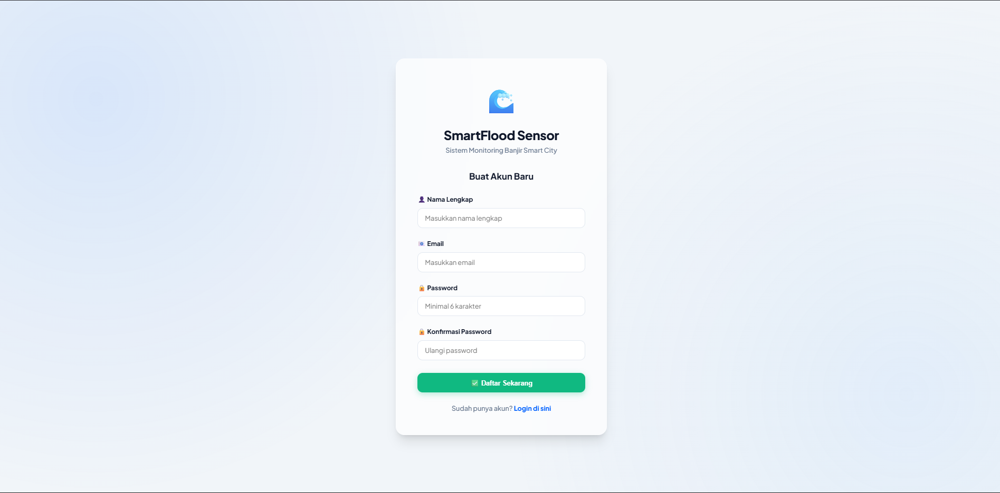 SmartFlood Sensor
Sistem Monitoring Banjir Smart City
Buat Akun Baru
Nama Lengkap
Masukkan nama lengkap
Email
Masukkan email
Password
Minimal 6 karakter
Konfirmasi Password
Ulangi password
Daftar Sekarang
Sudah punya akun? Login di sini